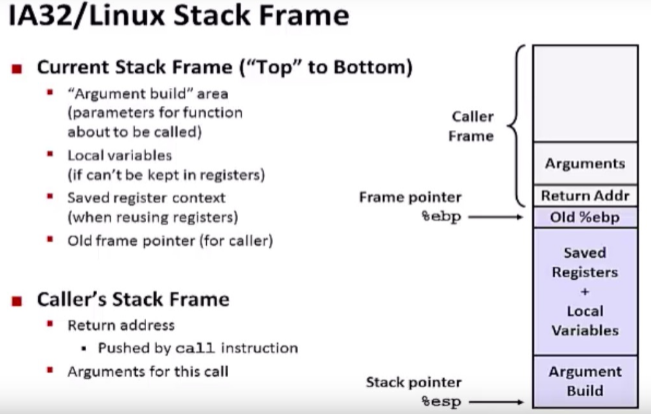 IA32/Linux Stack Frame
Current Stack Frame ("Top" to Bottom)
"Argument build" area
(parameters for function
about to be called)
Local variables
(if can't be kept in registers)
Saved register context
(when reusing registers)
Old frame pointer (for caller)
Caller's Stack Frame
Return address
Pushed by call instruction
Arguments for this call
Caller
Frame
Frame pointer
%ebp
Stack pointer
%esp
Arguments
Return Addr
Old %ebp
Saved
Registers
+
Local
Variables
Argument
Build